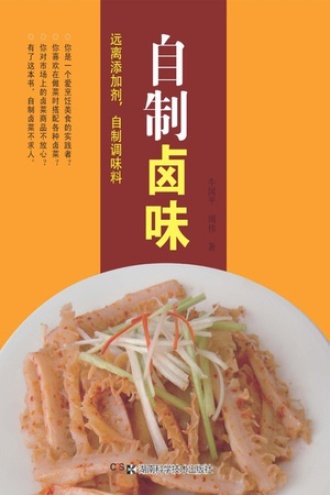 自制卤味
远离添加剂，自制调味料
你是一个爱烹饪美食的实践者？
你喜欢在做菜时搭配各种卤菜？
你对市场上的卤菜商品不放心？
有了这本书，自制卤菜不求人。
著
CS
湖南科学技术出版社